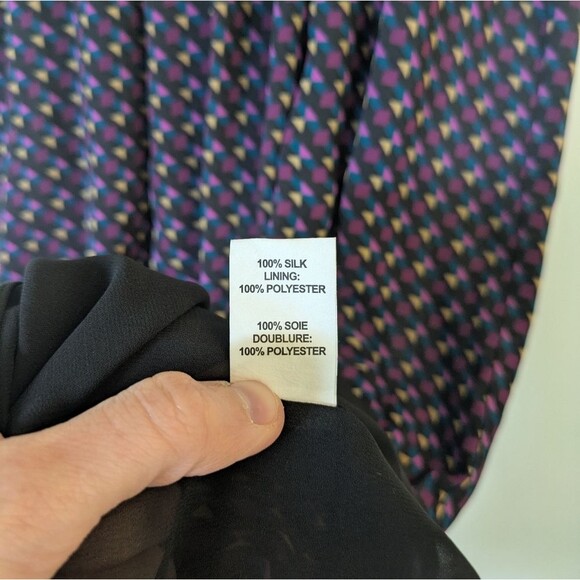 100% SILK
LINING:
100% POLYESTER
100% SOIE
DOUBLURE:
100% POLYESTER